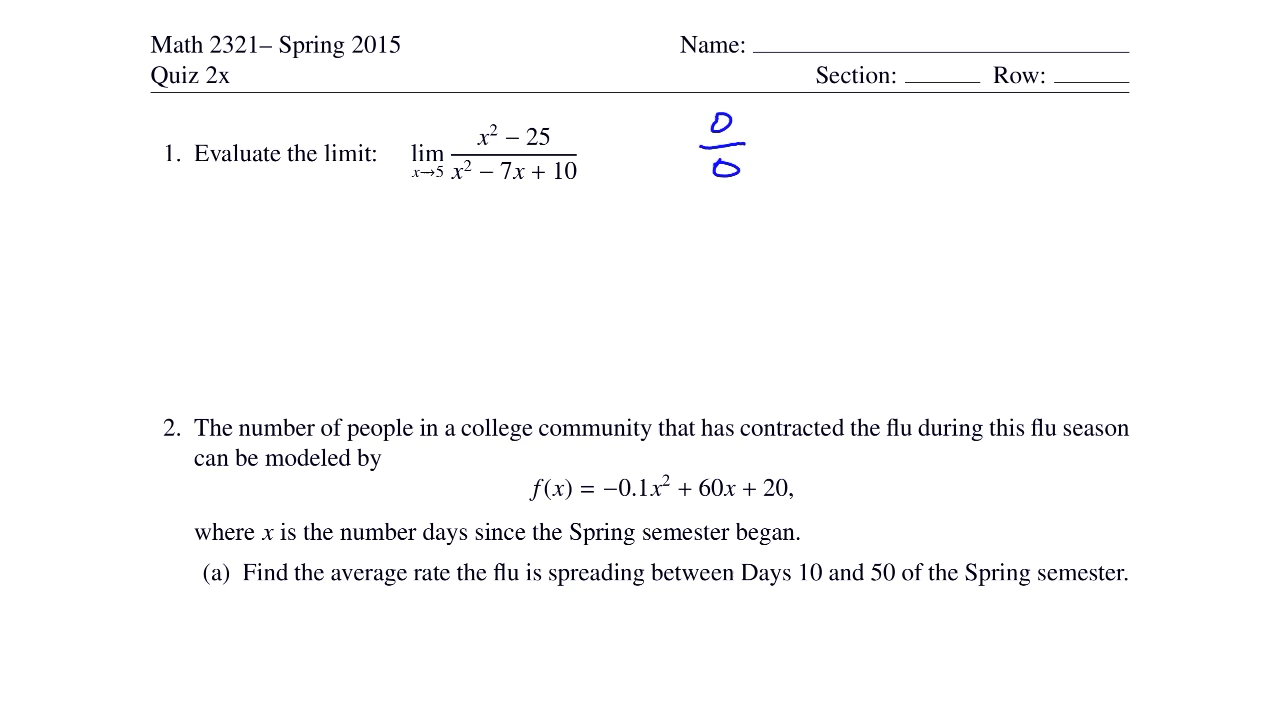 Math 2321– Spring 2015 Name:
Quiz 2x Section: Row:
1. Evaluate the limit: lim x→5 (x² − 25)/(x² − 7x + 10) 0/0
2. The number of people in a college community that has contracted the flu during this flu season
can be modeled by
f(x) = −0.1x² + 60x + 20,
where x is the number days since the Spring semester began.
(a) Find the average rate the flu is spreading between Days 10 and 50 of the Spring semester.